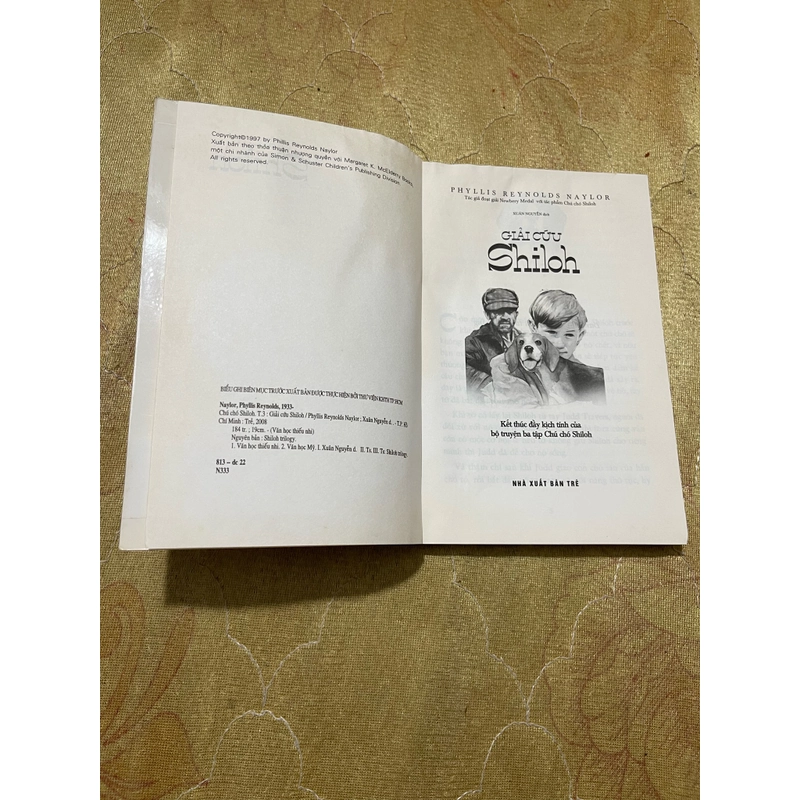 Copyright©1997 by Phillis Reynolds Naylor
Xuất bản theo thỏa thuận nhượng quyền với Margaret K. McElderry Books,
một chi nhánh của Simon & Schuster Children's Publishing Division
All rights reserved.
BIỂU GHI BIÊN MỤC TRƯỚC XUẤT BẢN ĐƯỢC THỰC HIỆN BỞI THƯ VIỆN KHTH TP.HCM
Naylor, Phyllis Reynolds, 1933-
Chú chó Shiloh. T.3 : Giải cứu Shiloh / Phyllis Reynolds Naylor ; Xuân Nguyễn d. . - T.P. Hồ
Chí Minh : Trẻ, 2008
184 tr. ; 19cm. - (Văn học thiếu nhi)
Nguyên bản : Shiloh trilogy.
1. Văn học thiếu nhi. 2. Văn học Mỹ. I. Xuân Nguyễn d. II. Ts. III. Ts: Shiloh trilogy.
813 – dc 22
N333
PHYLLIS REYNOLDS NAYLOR
Tác giả đoạt giải Newbery Medal với tác phẩm Chú chó Shiloh
XUÂN NGUYỄN dịch
GIẢI CỨU
Shiloh
Kết thúc đầy kịch tính của
bộ truyện ba tập Chú chó Shiloh
NHÀ XUẤT BẢN TRẺ